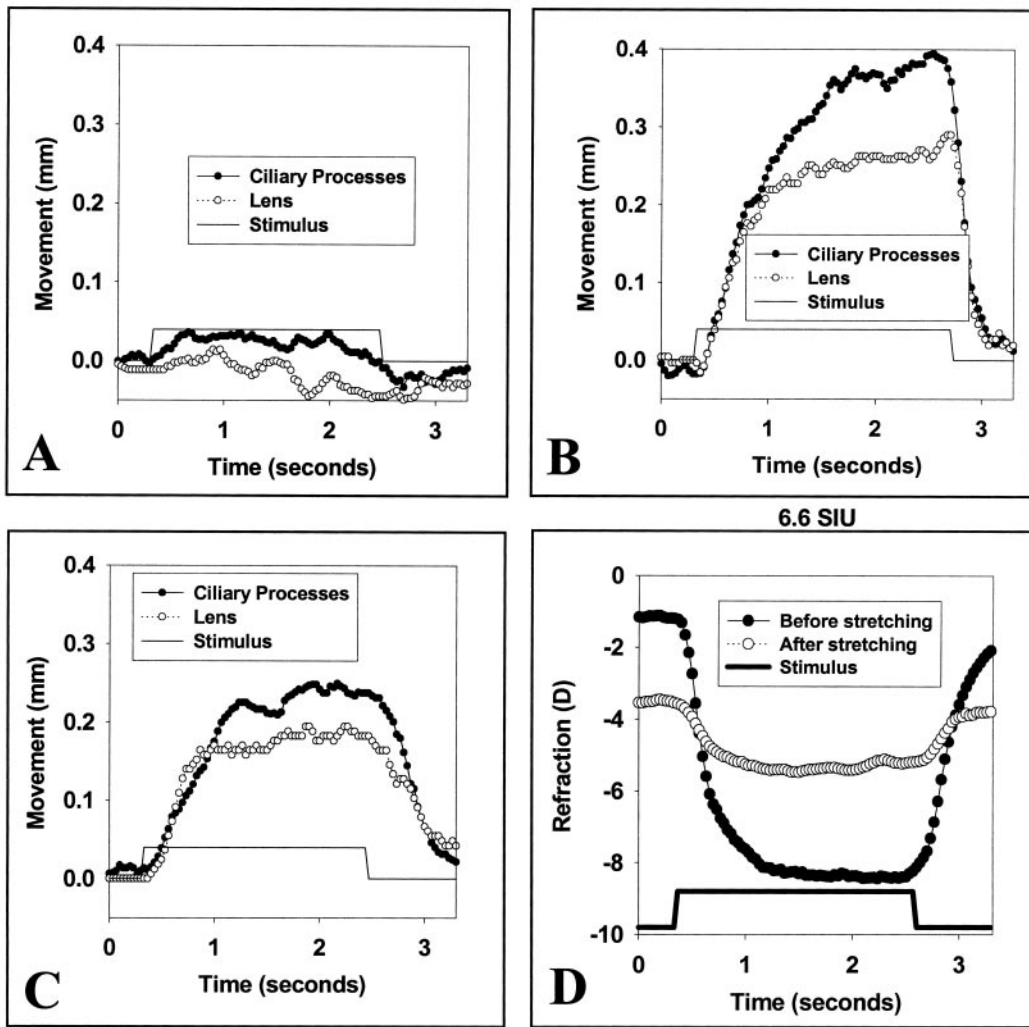 0.4
0.3
0.2
0.1
0.0
Movement (mm)
Ciliary Processes
Lens
Stimulus
0
1
2
3
Time (seconds)
A
0.4
0.3
0.2
0.1
0.0
Movement (mm)
Ciliary Processes
Lens
Stimulus
0
1
2
3
Time (seconds)
B
0.4
0.3
0.2
0.1
0.0
Movement (mm)
Ciliary Processes
Lens
Stimulus
0
1
2
3
Time (seconds)
C
6.6 SIU
0
-2
-4
-6
-8
-10
Refraction (D)
Before stretching
After stretching
Stimulus
0
1
2
3
Time (seconds)
D